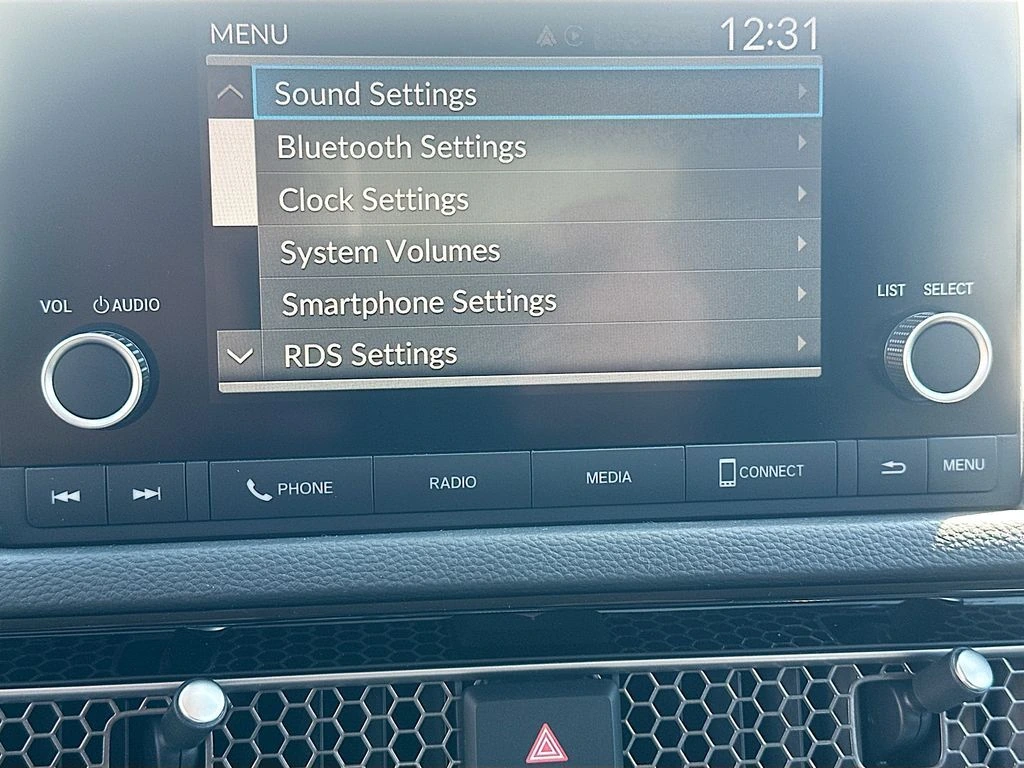 MENU 12:31
Sound Settings
Bluetooth Settings
Clock Settings
System Volumes
Smartphone Settings
RDS Settings
VOL AUDIO
LIST SELECT
PHONE RADIO MEDIA CONNECT MENU